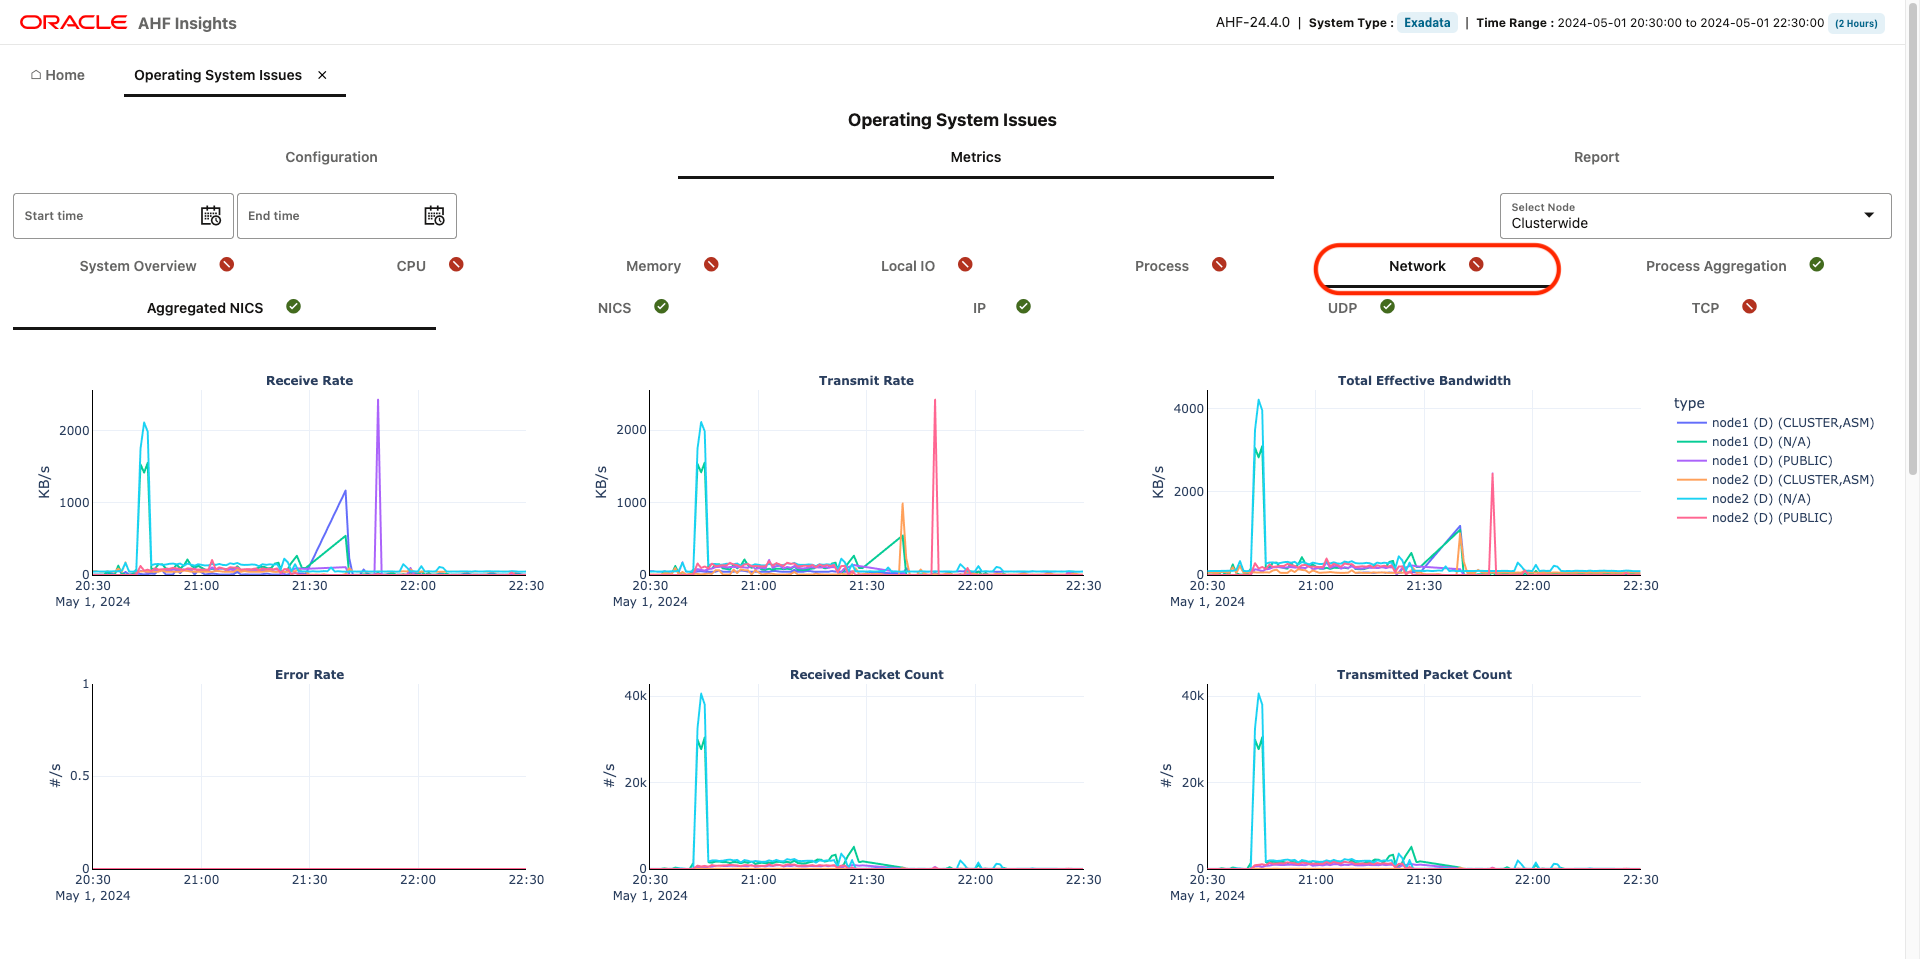 ORACLE AHF Insights
AHF-24.4.0 | System Type : Exadata | Time Range : 2024-05-01 20:30:00 to 2024-05-01 22:30:00 (2 Hours)
Home Operating System Issues ×
Operating System Issues
Configuration Metrics Report
Start time End time
Select Node
Clusterwide
System Overview CPU Memory Local IO Process Network Process Aggregation
Aggregated NICS NICS IP UDP TCP
Receive Rate
KB/s
2000
1000
0
20:30 21:00 21:30 22:00 22:30
May 1, 2024
Transmit Rate
KB/s
2000
1000
0
20:30 21:00 21:30 22:00 22:30
May 1, 2024
Total Effective Bandwidth
KB/s
4000
2000
0
20:30 21:00 21:30 22:00 22:30
May 1, 2024
type
node1 (D) (CLUSTER,ASM)
node1 (D) (N/A)
node1 (D) (PUBLIC)
node2 (D) (CLUSTER,ASM)
node2 (D) (N/A)
node2 (D) (PUBLIC)
Error Rate
#/s
1
0.5
0
20:30 21:00 21:30 22:00 22:30
May 1, 2024
Received Packet Count
#/s
40k
20k
0
20:30 21:00 21:30 22:00 22:30
May 1, 2024
Transmitted Packet Count
#/s
40k
20k
0
20:30 21:00 21:30 22:00 22:30
May 1, 2024